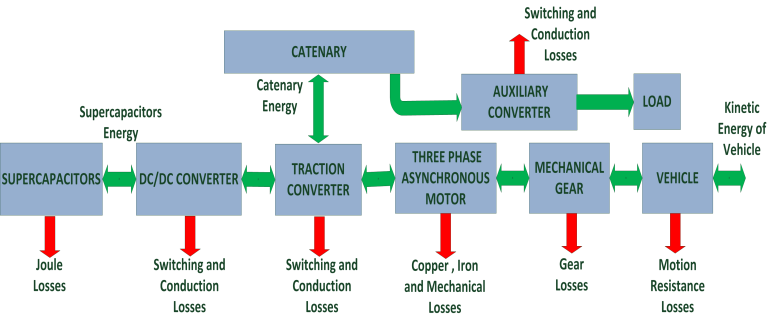 Switching and
Conduction
Losses
CATENARY
Catenary
Energy
AUXILIARY
CONVERTER
LOAD
Kinetic
Energy of
Vehicle
Supercapacitors
Energy
SUPERCAPACITORS
DC/DC CONVERTER
TRACTION
CONVERTER
THREE PHASE
ASYNCHRONOUS
MOTOR
MECHANICAL
GEAR
VEHICLE
Joule
Losses
Switching and
Conduction
Losses
Switching and
Conduction
Losses
Copper , Iron
and Mechanical
Losses
Gear
Losses
Motion
Resistance
Losses